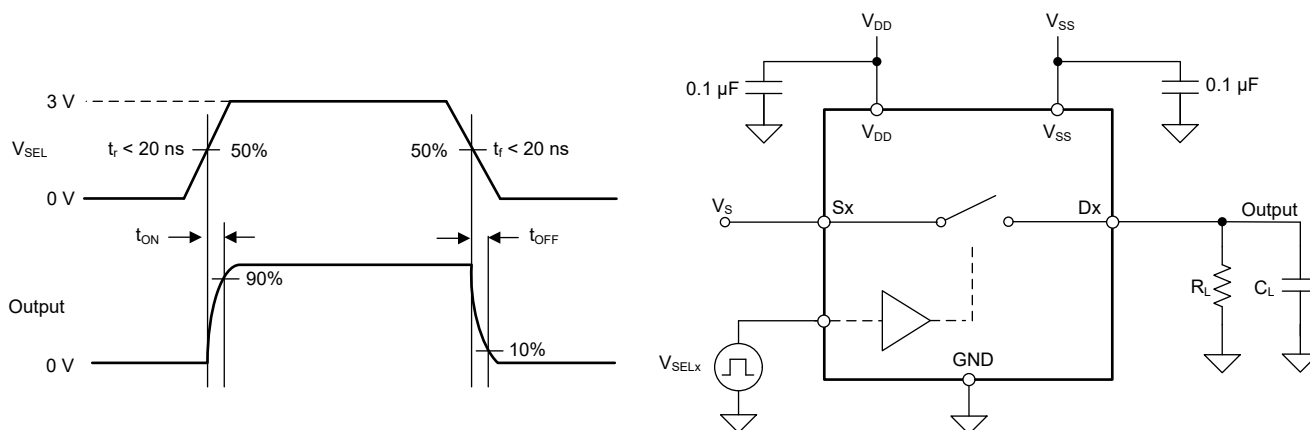 3 V
V_SEL
t_r < 20 ns
50%
50%
t_f < 20 ns
0 V
t_ON
t_OFF
90%
Output
10%
0 V
V_DD
V_SS
0.1 µF
0.1 µF
V_DD
V_SS
V_S
Sx
Dx
Output
R_L
C_L
V_SELx
GND